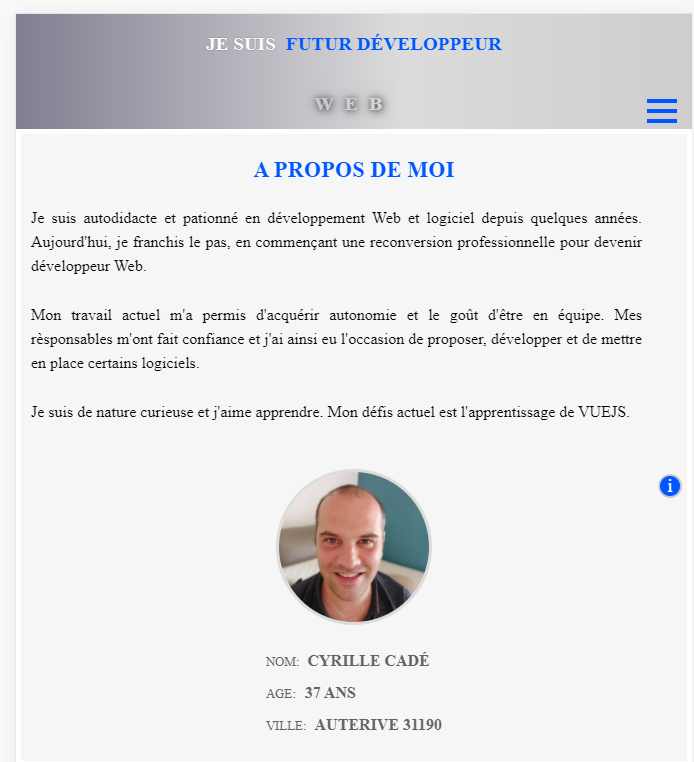 JE SUIS FUTUR DÉVELOPPEUR
WEB
A PROPOS DE MOI
Je suis autodidacte et pationné en développement Web et logiciel depuis quelques années.
Aujourd'hui, je franchis le pas, en commençant une reconversion professionnelle pour devenir
développeur Web.
Mon travail actuel m'a permis d'acquérir autonomie et le goût d'être en équipe. Mes
rèsponsables m'ont fait confiance et j'ai ainsi eu l'occasion de proposer, développer et de mettre
en place certains logiciels.
Je suis de nature curieuse et j'aime apprendre. Mon défis actuel est l'apprentissage de VUEJS.
i
NOM: CYRILLE CADÉ
AGE: 37 ANS
VILLE: AUTERIVE 31190